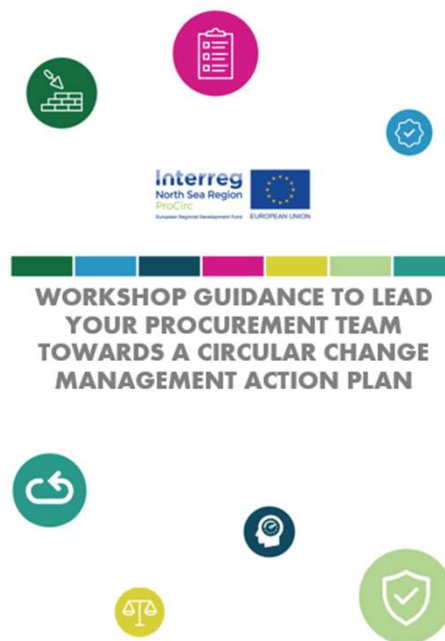 Interreg
North Sea Region
ProCirc
European Regional Development Fund EUROPEAN UNION
WORKSHOP GUIDANCE TO LEAD
YOUR PROCUREMENT TEAM
TOWARDS A CIRCULAR CHANGE
MANAGEMENT ACTION PLAN